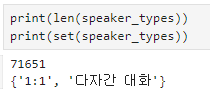 print(len(speaker_types))
print(set(speaker_types))
71651
{'1:1', '다자간 대화'}